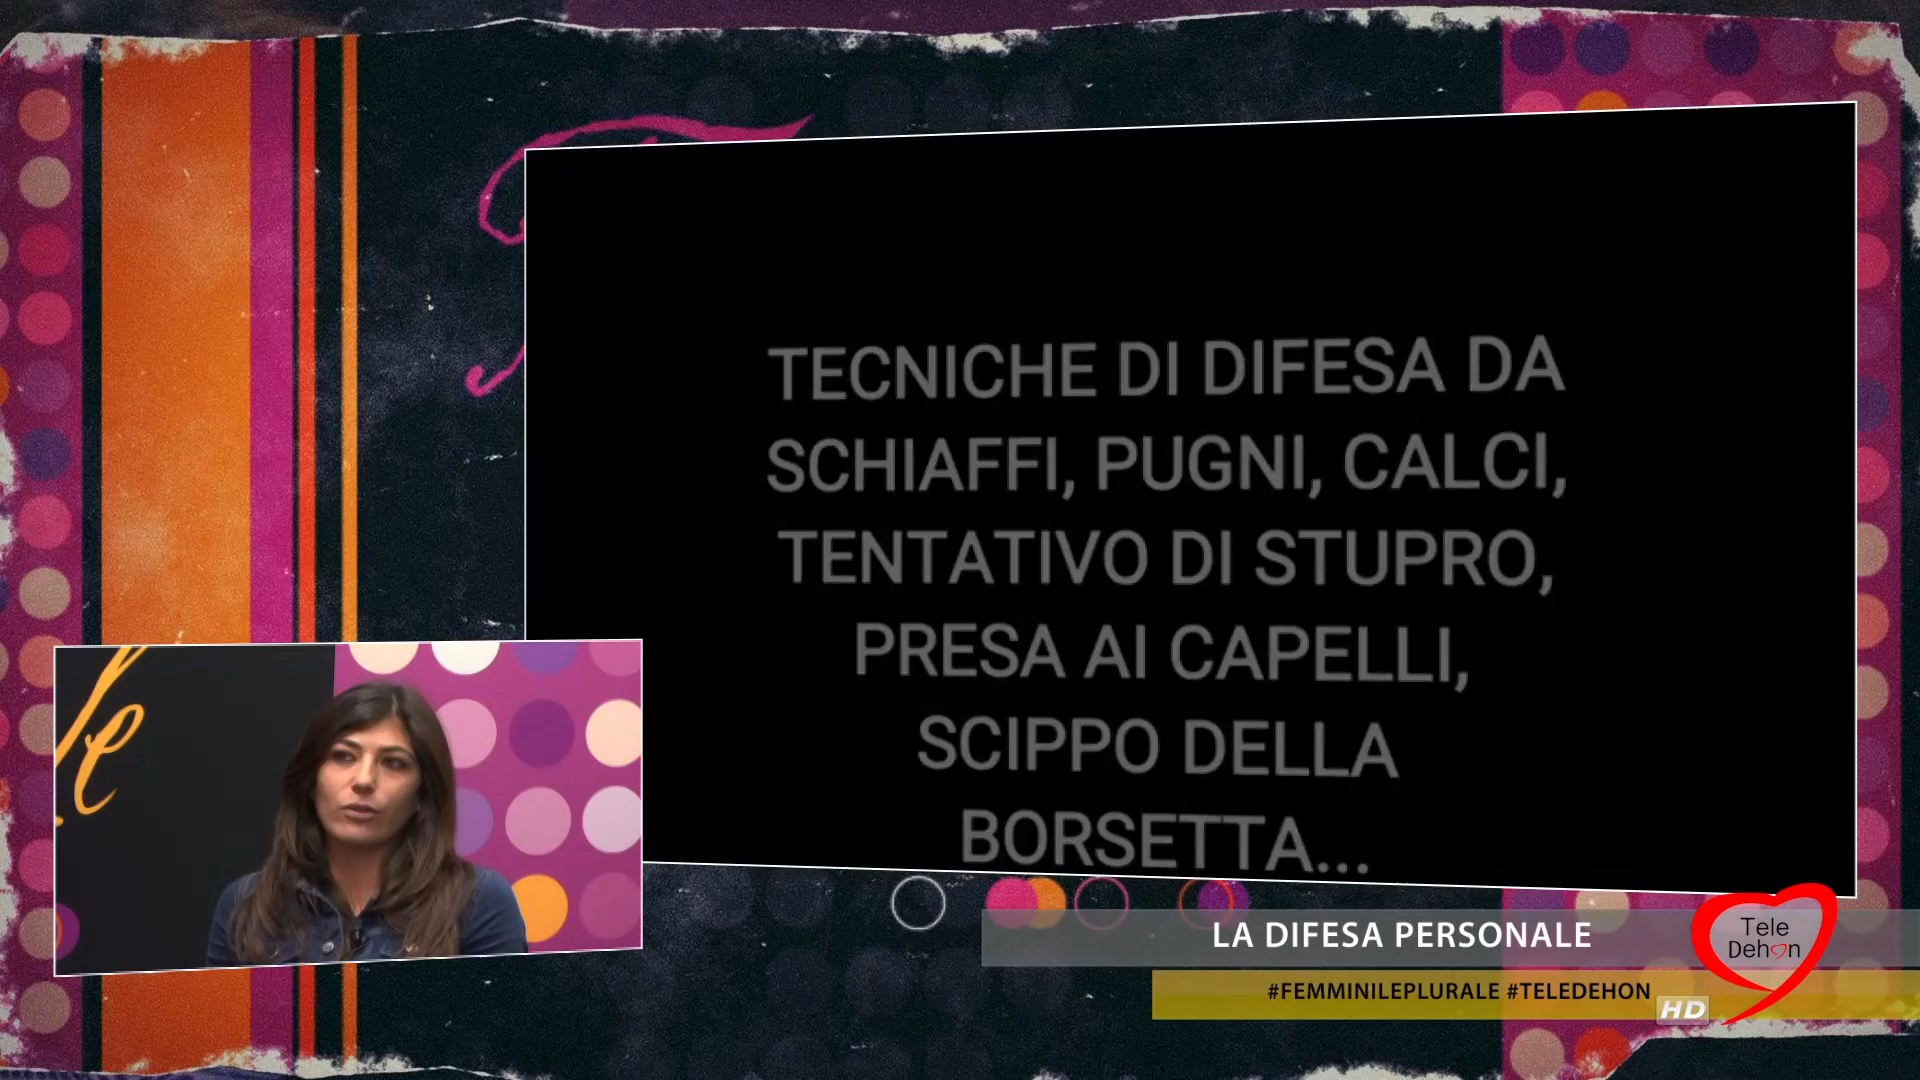 TECNICHE DI DIFESA DA
SCHIAFFI, PUGNI, CALCI,
TENTATIVO DI STUPRO,
PRESA AI CAPELLI,
SCIPPO DELLA
BORSETTA...
le
LA DIFESA PERSONALE
Tele
Dehon
#FEMMINILEPLURALE #TELEDEHON
HD